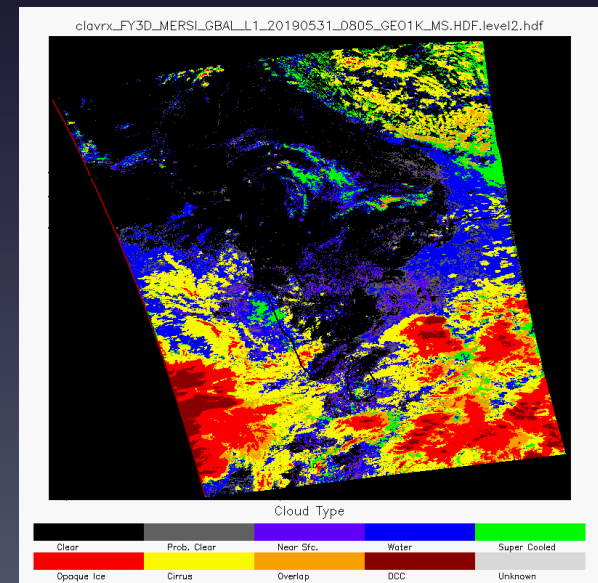 clavrx_FY3D_MERSI_GBAL_L1_20190531_0805_GEO1K_MS.HDF.level2.hdf
Cloud Type
Clear Prob. Clear Near Sfc. Water Super Cooled
Opaque Ice Cirrus Overlap DCC Unknown